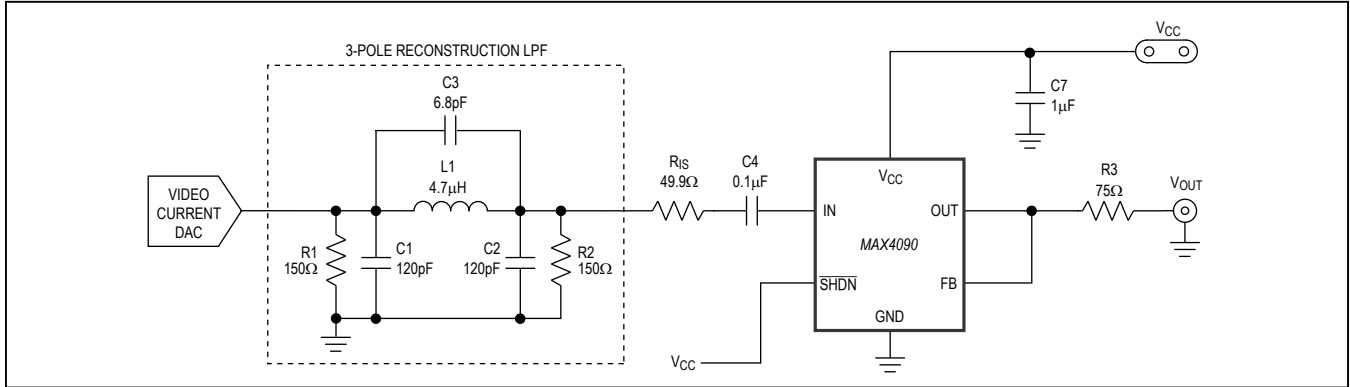 3-POLE RECONSTRUCTION LPF
C3
6.8pF
L1
4.7µH
VIDEO
CURRENT
DAC
R1
150Ω
C1
120pF
C2
120pF
R2
150Ω
RIS
49.9Ω
C4
0.1µF
VCC
C7
1µF
VCC
IN
OUT
MAX4090
SHDN
FB
GND
VCC
R3
75Ω
VOUT